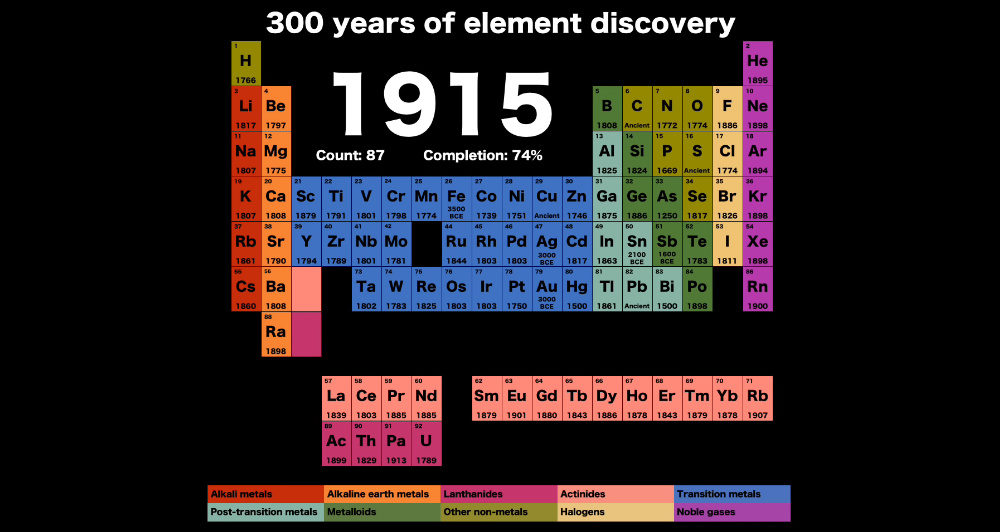 300 years of element discovery
1915
Count: 87 Completion: 74%
1 2
H He
1766 1895
3 4 5 6 7 8 9 10
Li Be B C N O F Ne
1817 1797 1808 Ancient 1772 1774 1886 1898
11 12 13 14 15 16 17 18
Na Mg Al Si P S Cl Ar
1807 1775 1825 1824 1669 Ancient 1774 1894
19 20 21 22 23 24 25 26 27 28 29 30 31 32 33 34 35 36
K Ca Sc Ti V Cr Mn Fe Co Ni Cu Zn Ga Ge As Se Br Kr
1807 1808 1879 1791 1801 1798 1774 3500 BCE 1739 1751 Ancient 1746 1875 1886 1250 1817 1826 1898
37 38 39 40 41 42 44 45 46 47 48 49 50 51 52 53 54
Rb Sr Y Zr Nb Mo Ru Rh Pd Ag Cd In Sn Sb Te I Xe
1861 1790 1794 1789 1801 1781 1844 1803 1803 3000 BCE 1817 1863 2100 BCE 1600 BCE 1783 1811 1898
55 56 73 74 75 76 77 78 79 80 81 82 83 84 86
Cs Ba Ta W Re Os Ir Pt Au Hg Tl Pb Bi Po Rn
1860 1808 1802 1783 1825 1803 1803 1750 3000 BCE 1500 1861 Ancient 1500 1898 1900
88
Ra
1898
57 58 59 60 62 63 64 65 66 67 68 69 70 71
La Ce Pr Nd Sm Eu Gd Tb Dy Ho Er Tm Yb Rb
1839 1803 1885 1885 1879 1901 1880 1843 1886 1878 1843 1879 1878 1907
89 90 91 92
Ac Th Pa U
1899 1829 1913 1789
Alkali metals Alkaline earth metals Lanthanides Actinides Transition metals
Post-transition metals Metalloids Other non-metals Halogens Noble gases